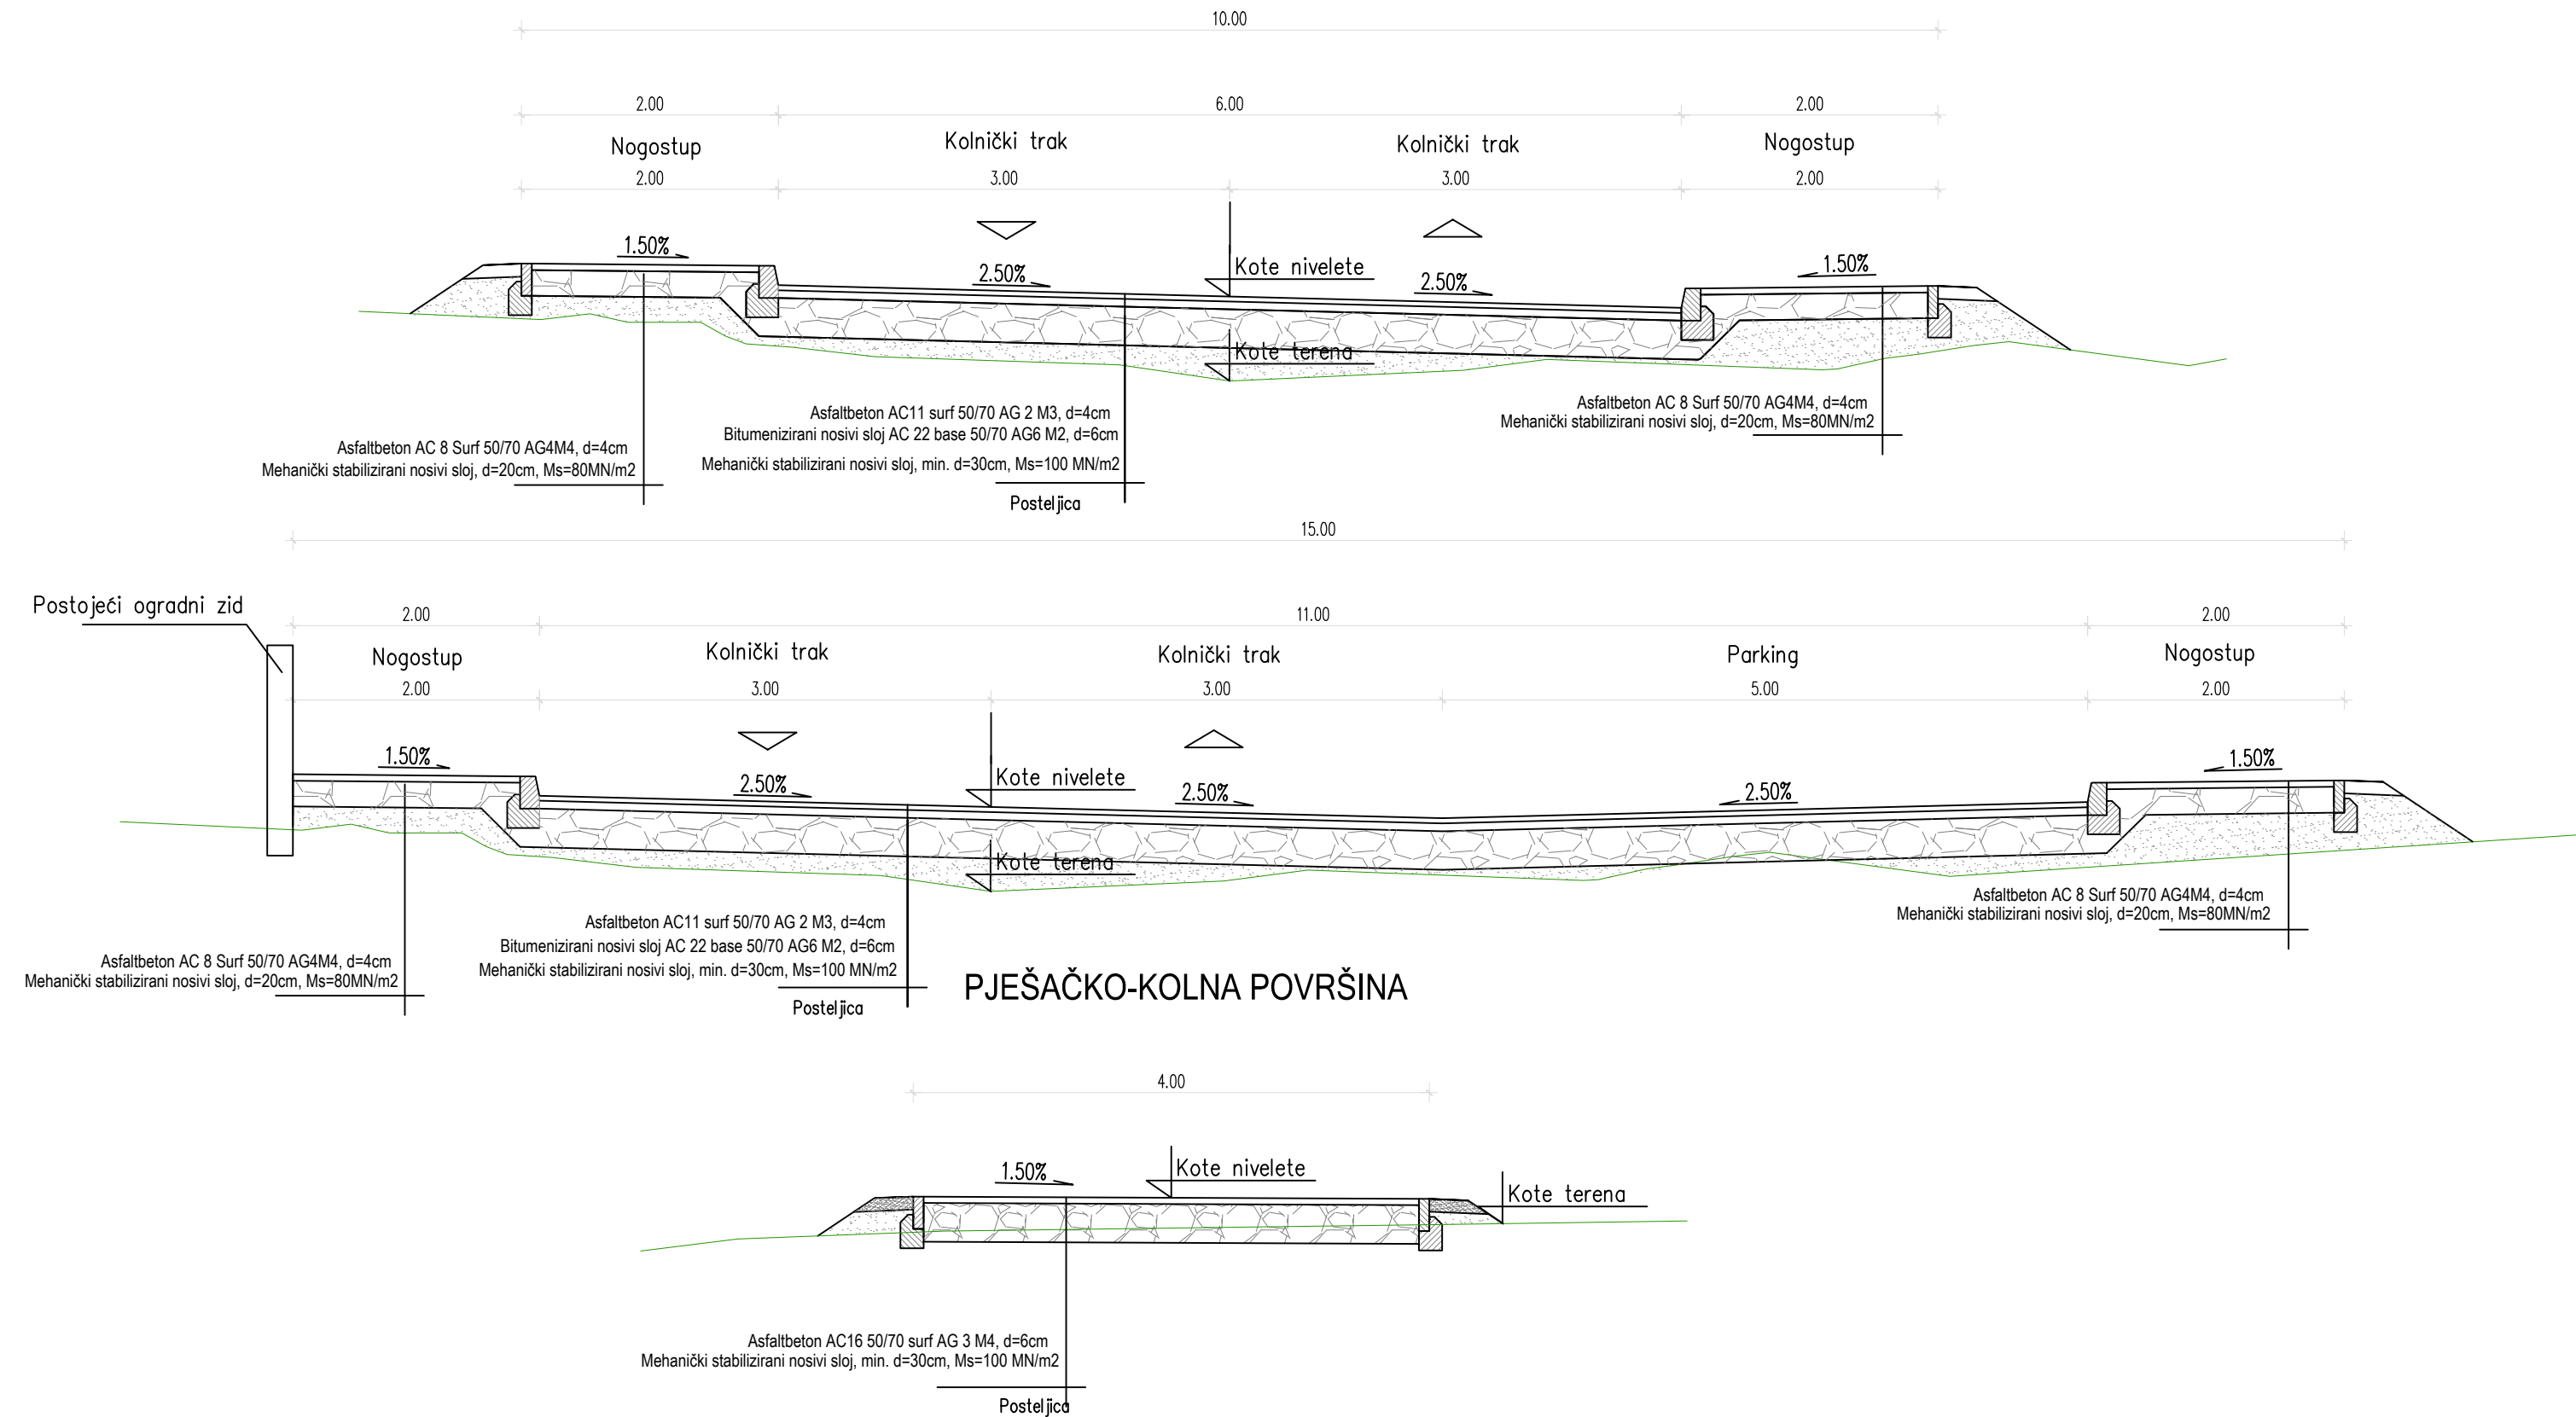 10.00
2.00 6.00 2.00
Nogostup Kolnički trak Kolnički trak Nogostup
2.00 3.00 3.00 2.00
1.50% 2.50% Kote nivelete 2.50% 1.50%
Kote terena
Asfaltbeton AC 8 Surf 50/70 AG4M4, d=4cm
Mehanički stabilizirani nosivi sloj, d=20cm, Ms=80MN/m2
Asfaltbeton AC11 surf 50/70 AG 2 M3, d=4cm
Bitumenizirani nosivi sloj AC 22 base 50/70 AG6 M2, d=6cm
Mehanički stabilizirani nosivi sloj, min. d=30cm, Ms=100 MN/m2
Posteljica
Asfaltbeton AC 8 Surf 50/70 AG4M4, d=4cm
Mehanički stabilizirani nosivi sloj, d=20cm, Ms=80MN/m2
15.00
Postojeći ogradni zid
2.00 11.00 2.00
Nogostup Kolnički trak Kolnički trak Parking Nogostup
2.00 3.00 3.00 5.00 2.00
1.50% 2.50% Kote nivelete 2.50% 2.50% 1.50%
Kote terena
Asfaltbeton AC 8 Surf 50/70 AG4M4, d=4cm
Mehanički stabilizirani nosivi sloj, d=20cm, Ms=80MN/m2
Asfaltbeton AC11 surf 50/70 AG 2 M3, d=4cm
Bitumenizirani nosivi sloj AC 22 base 50/70 AG6 M2, d=6cm
Mehanički stabilizirani nosivi sloj, min. d=30cm, Ms=100 MN/m2
Posteljica
Asfaltbeton AC 8 Surf 50/70 AG4M4, d=4cm
Mehanički stabilizirani nosivi sloj, d=20cm, Ms=80MN/m2
PJEŠAČKO-KOLNA POVRŠINA
4.00
1.50% Kote nivelete
Kote terena
Asfaltbeton AC16 50/70 surf AG 3 M4, d=6cm
Mehanički stabilizirani nosivi sloj, min. d=30cm, Ms=100 MN/m2
Posteljica